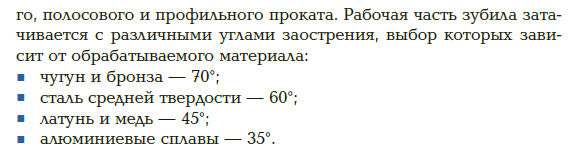 го, полосового и профильного проката. Рабочая часть зубила зата-
чивается с различными углами заострения, выбор которых зави-
сит от обрабатываемого материала:
▪ чугун и бронза — 70°;
▪ сталь средней твердости — 60°;
▪ латунь и медь — 45°;
▪ алюминиевые сплавы — 35°.